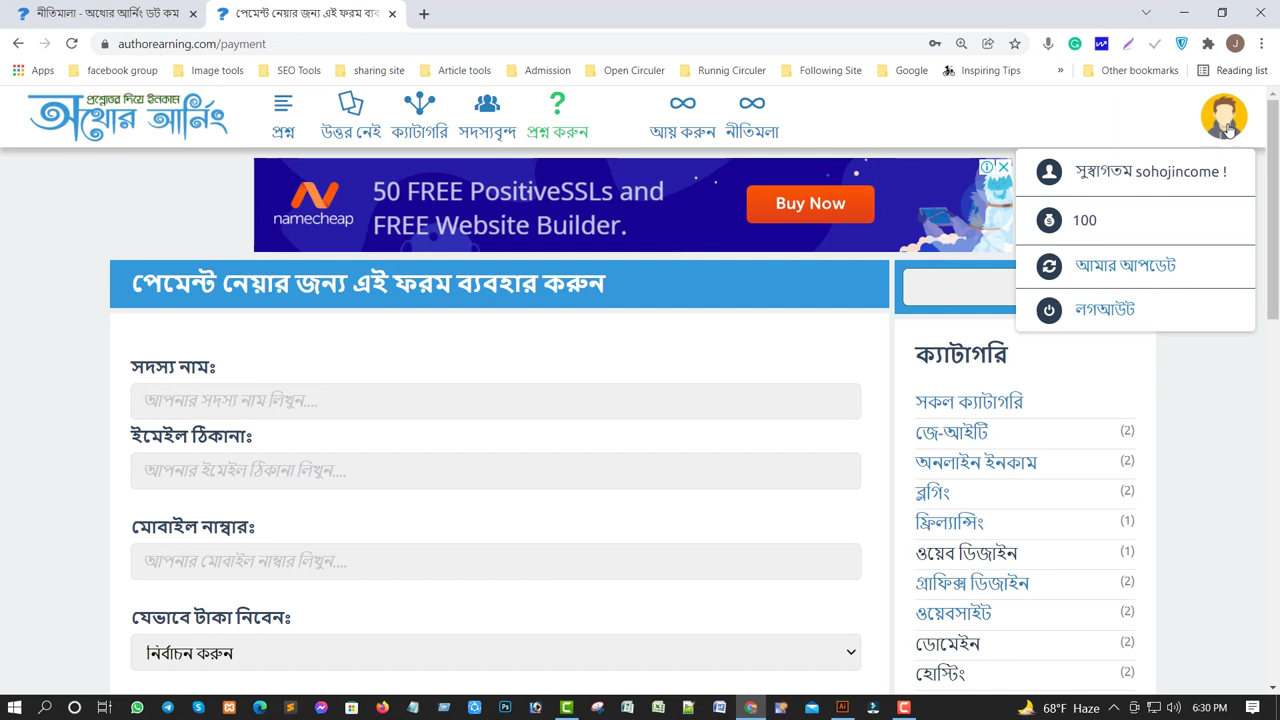 নীতিমালা - অথোর আর্নিং ডট কম
পেমেন্ট নেয়ার জন্য এই ফরম ব্যবহ
authorearning.com/payment
Apps
facebook group
Image tools
SEO Tools
sharing site
Article tools
Admission
Open Circuler
Runnig Circuler
Following Site
Google
Inspiring Tips
»
Other bookmarks
Reading list
প্রশ্নোত্তর দিয়ে ইনকাম
অথোর আর্নিং
প্রশ্ন
উত্তর নেই
ক্যাটাগরি
সদস্যবৃন্দ
প্রশ্ন করুন
আয় করুন
নীতিমালা
namecheap
50 FREE PositiveSSLs and
FREE Website Builder.
Buy Now
সুস্বাগতম sohojincome !
100
আমার আপডেট
লগআউট
পেমেন্ট নেয়ার জন্য এই ফরম ব্যবহার করুন
সদস্য নামঃ
আপনার সদস্য নাম লিখুন....
ইমেইল ঠিকানাঃ
আপনার ইমেইল ঠিকানা লিখুন....
মোবাইল নাম্বারঃ
আপনার মোবাইল নাম্বার লিখুন....
যেভাবে টাকা নিবেনঃ
নির্বাচন করুন
ক্যাটাগরি
সকল ক্যাটাগরি
জে-আইটি (2)
অনলাইন ইনকাম (2)
ব্লগিং (2)
ফ্রিল্যান্সিং (1)
ওয়েব ডিজাইন (1)
গ্রাফিক্স ডিজাইন (2)
ওয়েবসাইট (2)
ডোমেইন (2)
হোস্টিং (2)
68°F Haze
6:30 PM